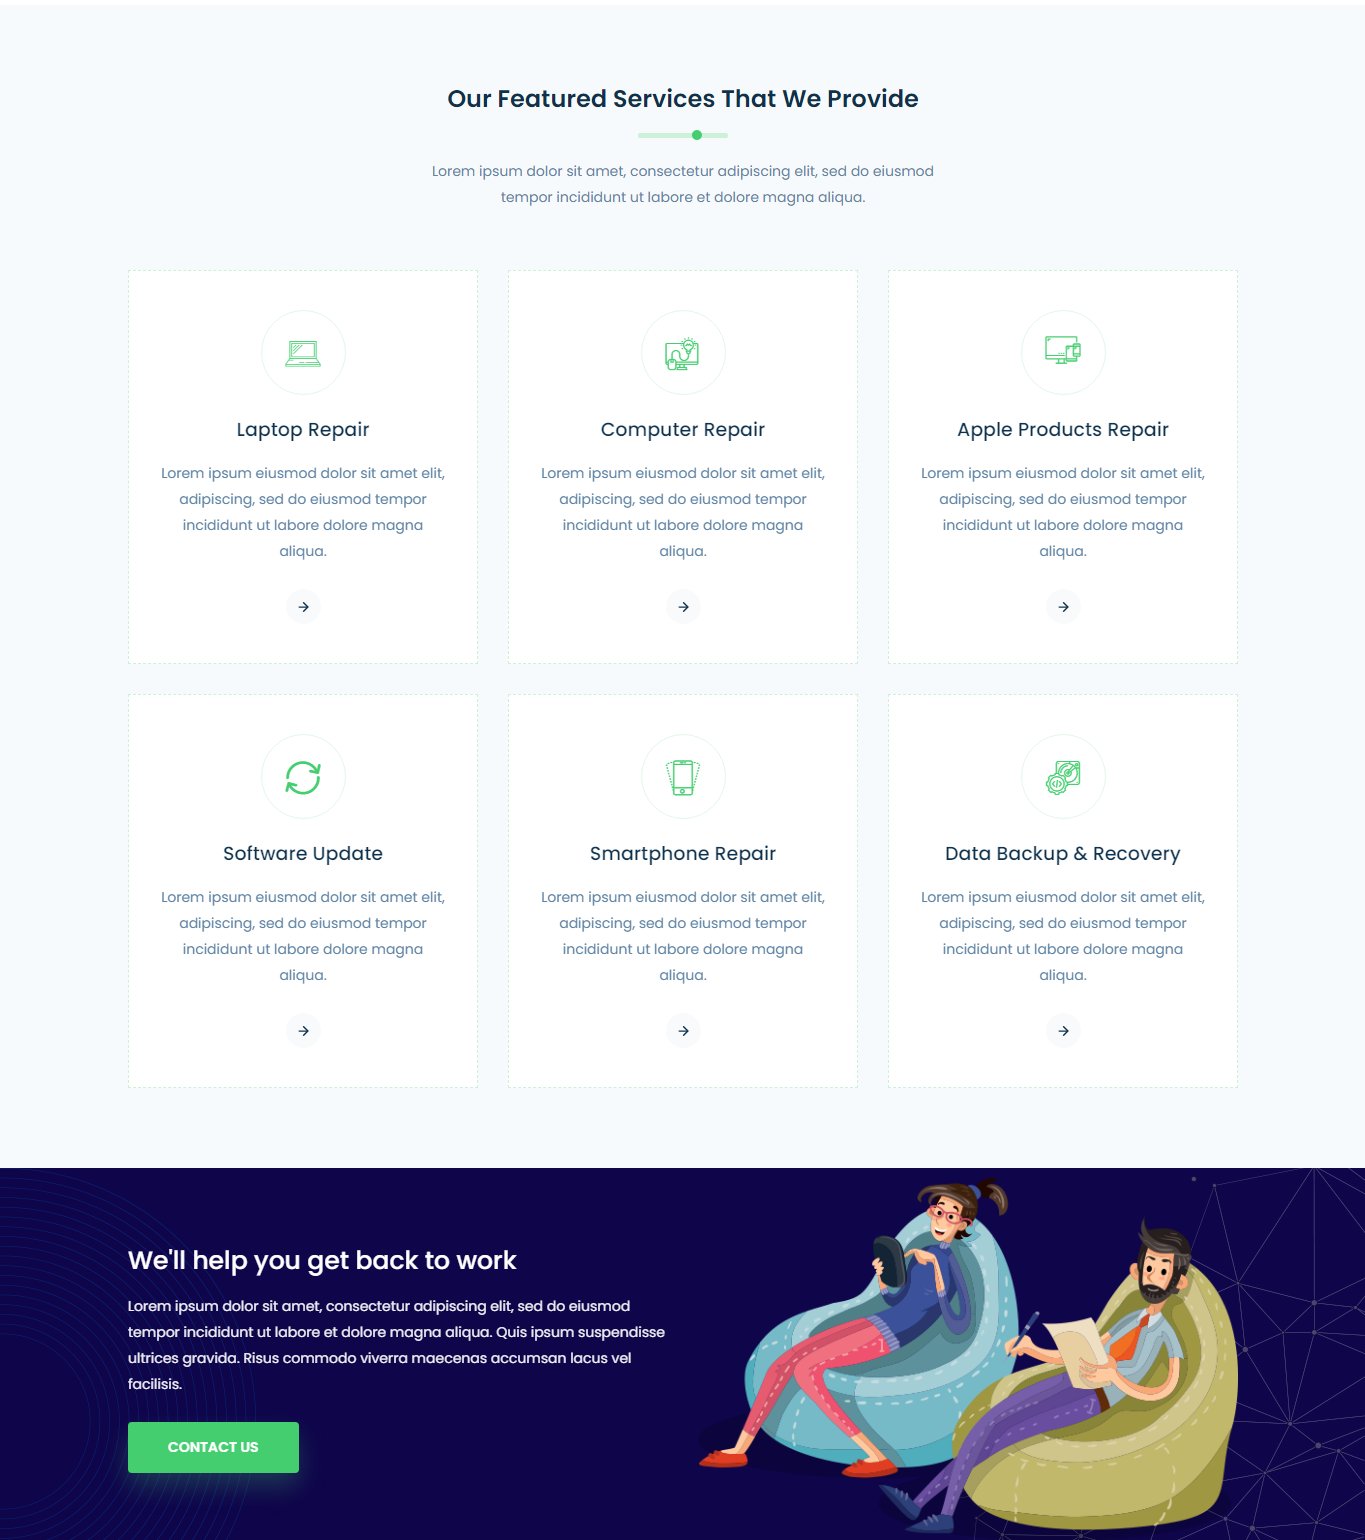 Our Featured Services That We Provide
Lorem ipsum dolor sit amet, consectetur adipiscing elit, sed do eiusmod
tempor incididunt ut labore et dolore magna aliqua.
Laptop Repair
Lorem ipsum eiusmod dolor sit amet elit,
adipiscing, sed do eiusmod tempor
incididunt ut labore dolore magna
aliqua.
Computer Repair
Lorem ipsum eiusmod dolor sit amet elit,
adipiscing, sed do eiusmod tempor
incididunt ut labore dolore magna
aliqua.
Apple Products Repair
Lorem ipsum eiusmod dolor sit amet elit,
adipiscing, sed do eiusmod tempor
incididunt ut labore dolore magna
aliqua.
Software Update
Lorem ipsum eiusmod dolor sit amet elit,
adipiscing, sed do eiusmod tempor
incididunt ut labore dolore magna
aliqua.
Smartphone Repair
Lorem ipsum eiusmod dolor sit amet elit,
adipiscing, sed do eiusmod tempor
incididunt ut labore dolore magna
aliqua.
Data Backup & Recovery
Lorem ipsum eiusmod dolor sit amet elit,
adipiscing, sed do eiusmod tempor
incididunt ut labore dolore magna
aliqua.
We'll help you get back to work
Lorem ipsum dolor sit amet, consectetur adipiscing elit, sed do eiusmod
tempor incididunt ut labore et dolore magna aliqua. Quis ipsum suspendisse
ultrices gravida. Risus commodo viverra maecenas accumsan lacus vel
facilisis.
CONTACT US